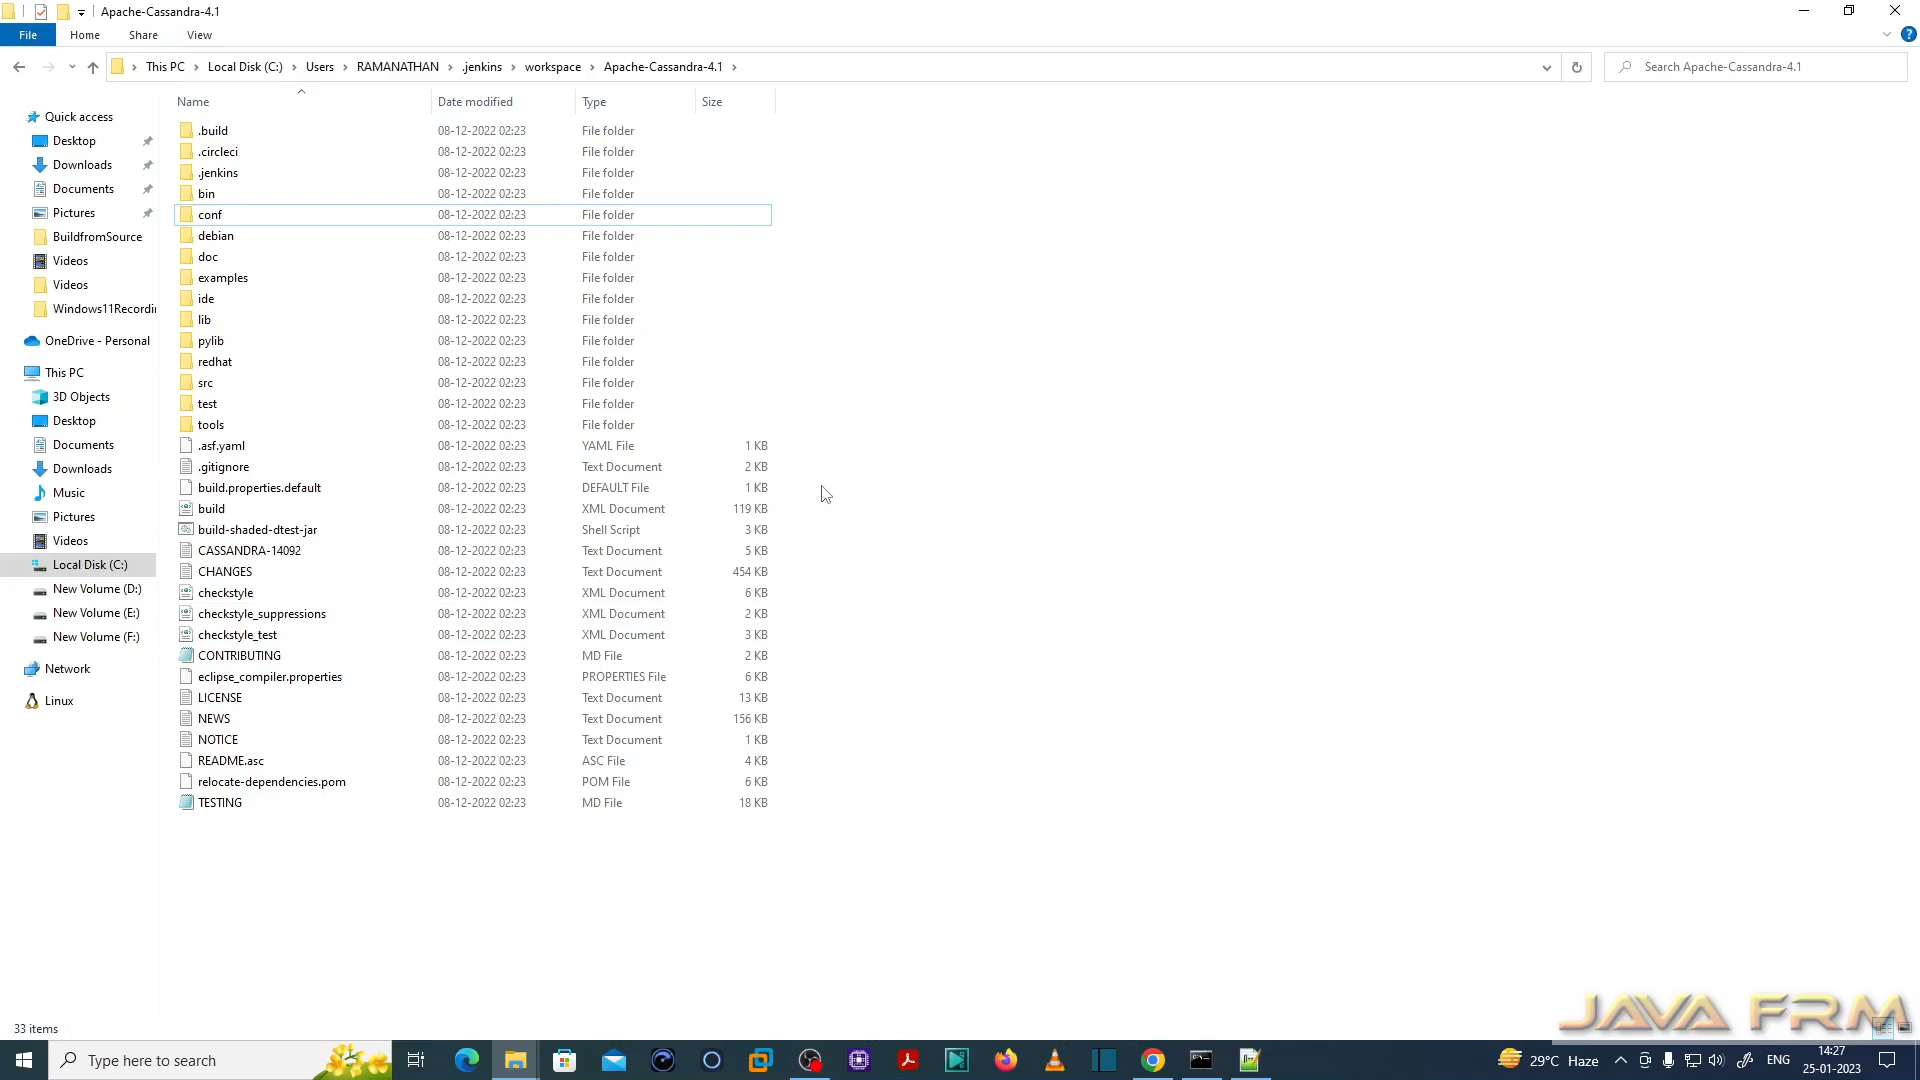 Apache-Cassandra-4.1
File Home Share View
This PC Local Disk (C:) Users RAMANATHAN .jenkins workspace Apache-Cassandra-4.1 Search Apache-Cassandra-4.1
Quick access
Desktop
Downloads
Documents
Pictures
BuildfromSource
Videos
Videos
Windows11Recordin
OneDrive - Personal
This PC
3D Objects
Desktop
Documents
Downloads
Music
Pictures
Videos
Local Disk (C:)
New Volume (D:)
New Volume (E:)
New Volume (F:)
Network
Linux
Name Date modified Type Size
.build 08-12-2022 02:23 File folder
.circleci 08-12-2022 02:23 File folder
.jenkins 08-12-2022 02:23 File folder
bin 08-12-2022 02:23 File folder
conf 08-12-2022 02:23 File folder
debian 08-12-2022 02:23 File folder
doc 08-12-2022 02:23 File folder
examples 08-12-2022 02:23 File folder
ide 08-12-2022 02:23 File folder
lib 08-12-2022 02:23 File folder
pylib 08-12-2022 02:23 File folder
redhat 08-12-2022 02:23 File folder
src 08-12-2022 02:23 File folder
test 08-12-2022 02:23 File folder
tools 08-12-2022 02:23 File folder
.asf.yaml 08-12-2022 02:23 YAML File 1 KB
.gitignore 08-12-2022 02:23 Text Document 2 KB
build.properties.default 08-12-2022 02:23 DEFAULT File 1 KB
build 08-12-2022 02:23 XML Document 119 KB
build-shaded-dtest-jar 08-12-2022 02:23 Shell Script 3 KB
CASSANDRA-14092 08-12-2022 02:23 Text Document 5 KB
CHANGES 08-12-2022 02:23 Text Document 454 KB
checkstyle 08-12-2022 02:23 XML Document 6 KB
checkstyle_suppressions 08-12-2022 02:23 XML Document 2 KB
checkstyle_test 08-12-2022 02:23 XML Document 3 KB
CONTRIBUTING 08-12-2022 02:23 MD File 2 KB
eclipse_compiler.properties 08-12-2022 02:23 PROPERTIES File 6 KB
LICENSE 08-12-2022 02:23 Text Document 13 KB
NEWS 08-12-2022 02:23 Text Document 156 KB
NOTICE 08-12-2022 02:23 Text Document 1 KB
README.asc 08-12-2022 02:23 ASC File 4 KB
relocate-dependencies.pom 08-12-2022 02:23 POM File 6 KB
TESTING 08-12-2022 02:23 MD File 18 KB
JAVA FRM
33 items
Type here to search 29°C Haze ENG 14:27
25-01-2023